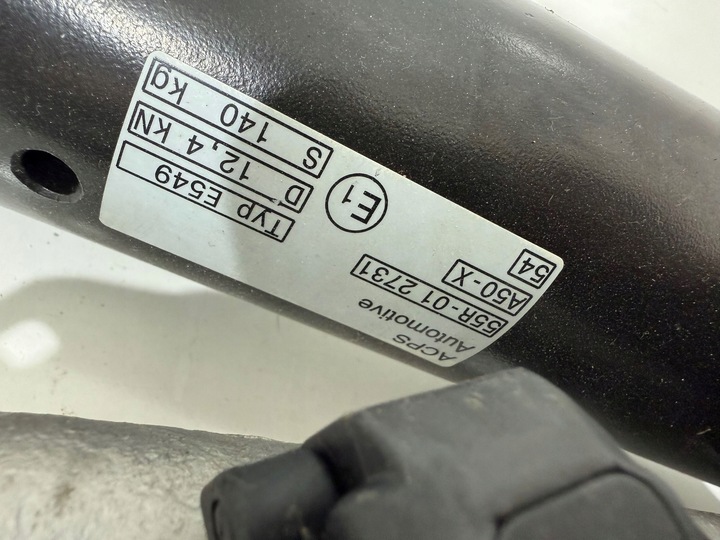 ACPS
Automotive
55R-01 2731
A50-X
54
E1
TYP E549
D 12,4 kN
S 140 kg